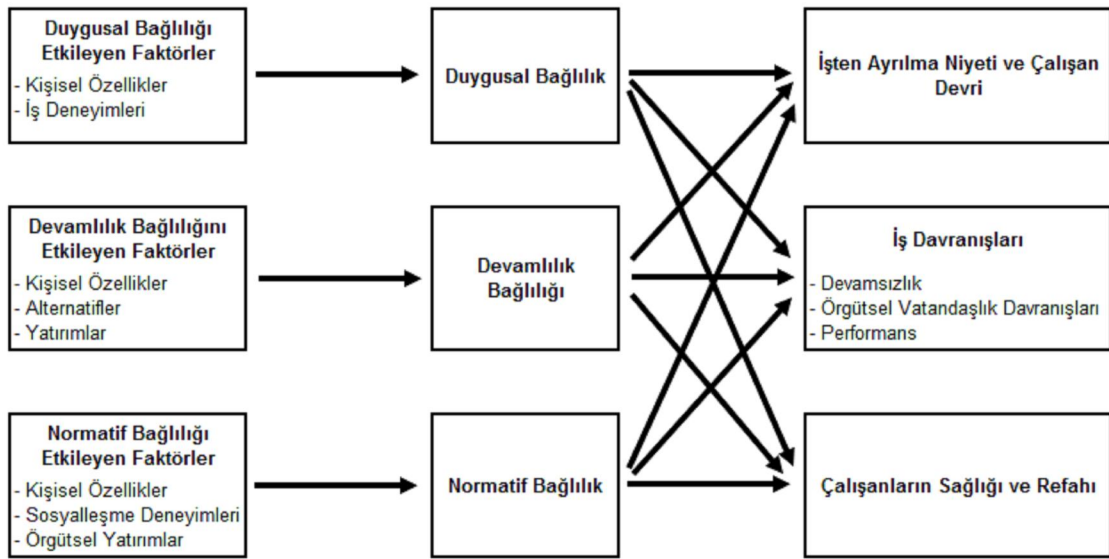 Duygusal Bağlılığı
Etkileyen Faktörler
- Kişisel Özellikler
- İş Deneyimleri
Duygusal Bağlılık
İşten Ayrılma Niyeti ve Çalışan
Devri
Devamlılık Bağlılığını
Etkileyen Faktörler
- Kişisel Özellikler
- Alternatifler
- Yatırımlar
Devamlılık
Bağlılığı
İş Davranışları
- Devamsızlık
- Örgütsel Vatandaşlık Davranışları
- Performans
Normatif Bağlılığı
Etkileyen Faktörler
- Kişisel Özellikler
- Sosyalleşme Deneyimleri
- Örgütsel Yatırımlar
Normatif Bağlılık
Çalışanların Sağlığı ve Refahı